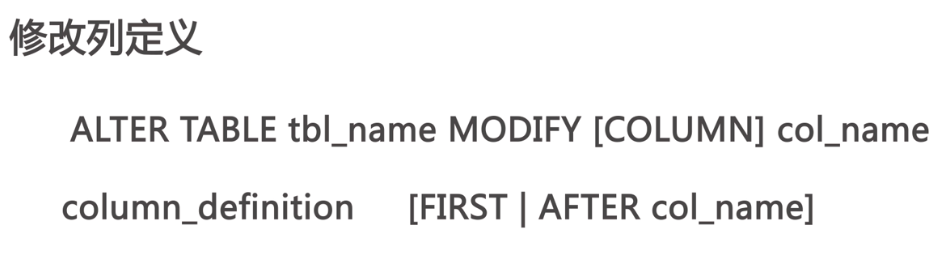 修改列定义
ALTER TABLE tbl_name MODIFY [COLUMN] col_name
column_definition [FIRST | AFTER col_name]